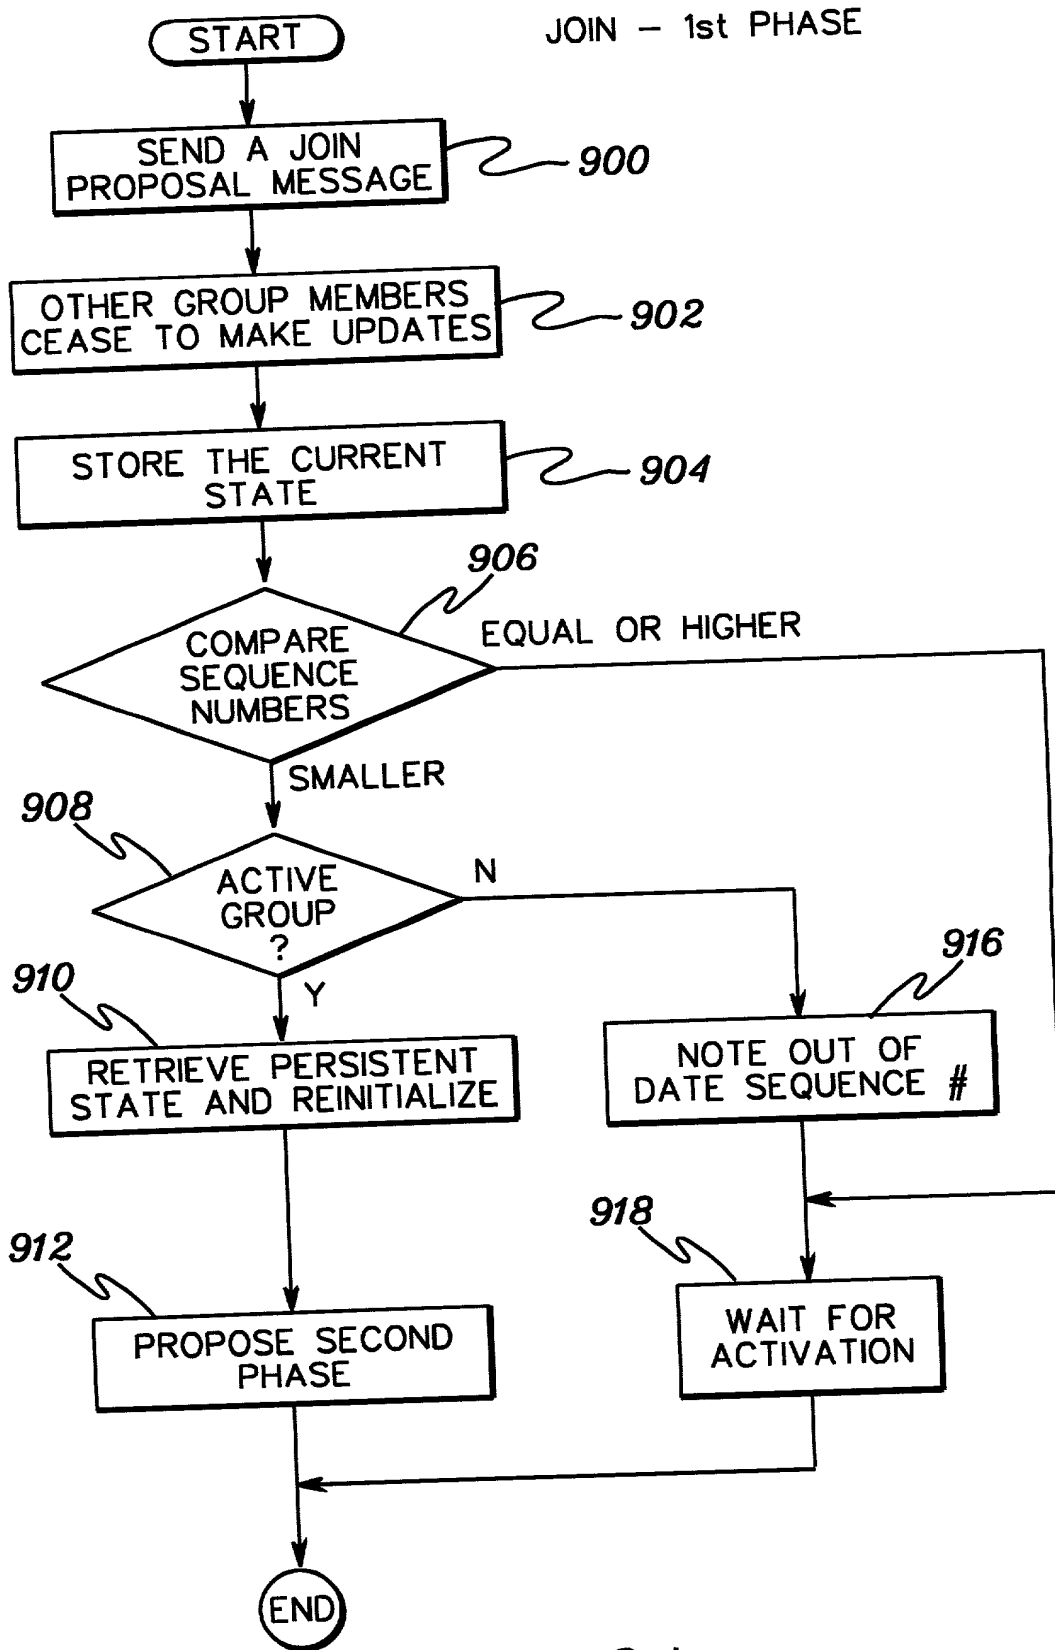 JOIN – 1st PHASE
START
SEND A JOIN
PROPOSAL MESSAGE
900
OTHER GROUP MEMBERS
CEASE TO MAKE UPDATES
902
STORE THE CURRENT
STATE
904
906
COMPARE
SEQUENCE
NUMBERS
EQUAL OR HIGHER
SMALLER
908
ACTIVE
GROUP
?
N
Y
910
RETRIEVE PERSISTENT
STATE AND REINITIALIZE
916
NOTE OUT OF
DATE SEQUENCE #
912
PROPOSE SECOND
PHASE
918
WAIT FOR
ACTIVATION
END